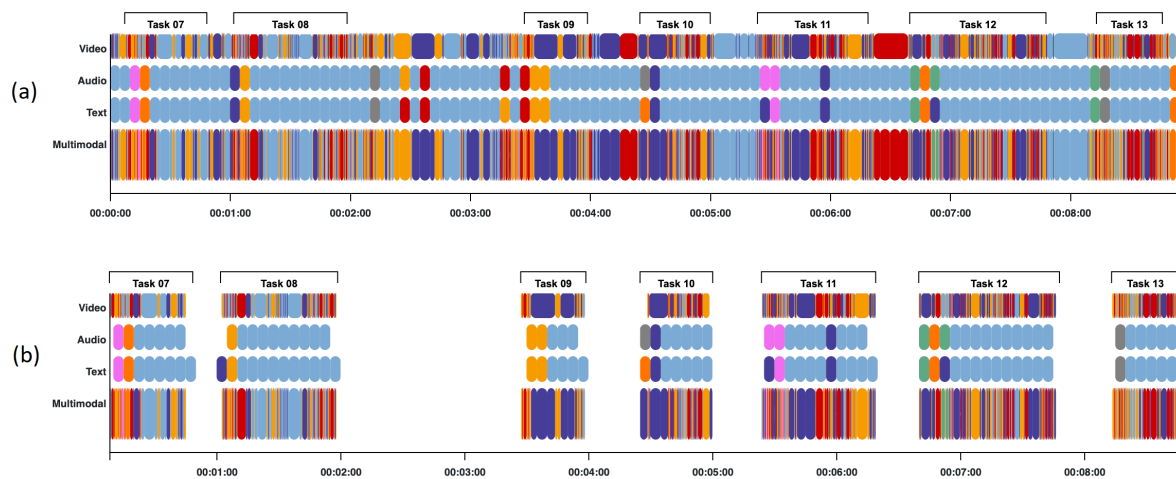 Task 07 Task 08 Task 09 Task 10 Task 11 Task 12 Task 13
Video
(a)
Audio
Text
Multimodal
00:00:00 00:01:00 00:02:00 00:03:00 00:04:00 00:05:00 00:06:00 00:07:00 00:08:00
Task 07 Task 08 Task 09 Task 10 Task 11 Task 12 Task 13
Video
Audio
(b)
Text
Multimodal
00:01:00 00:02:00 00:03:00 00:04:00 00:05:00 00:06:00 00:07:00 00:08:00